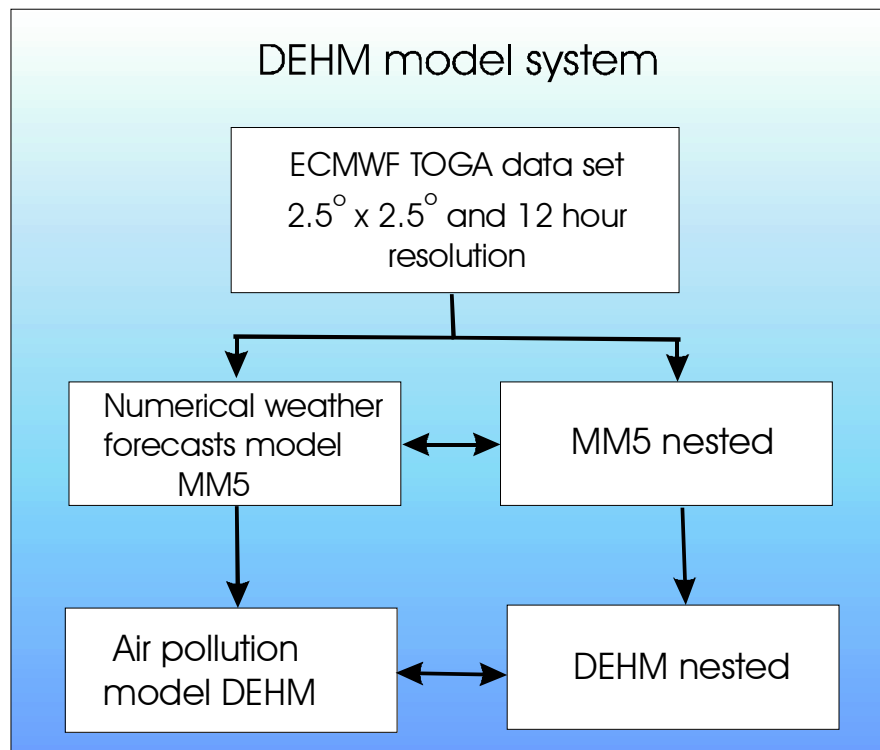 DEHM model system
ECMWF TOGA data set
2.5° x 2.5° and 12 hour
resolution
Numerical weather
forecasts model
MM5
MM5 nested
Air pollution
model DEHM
DEHM nested